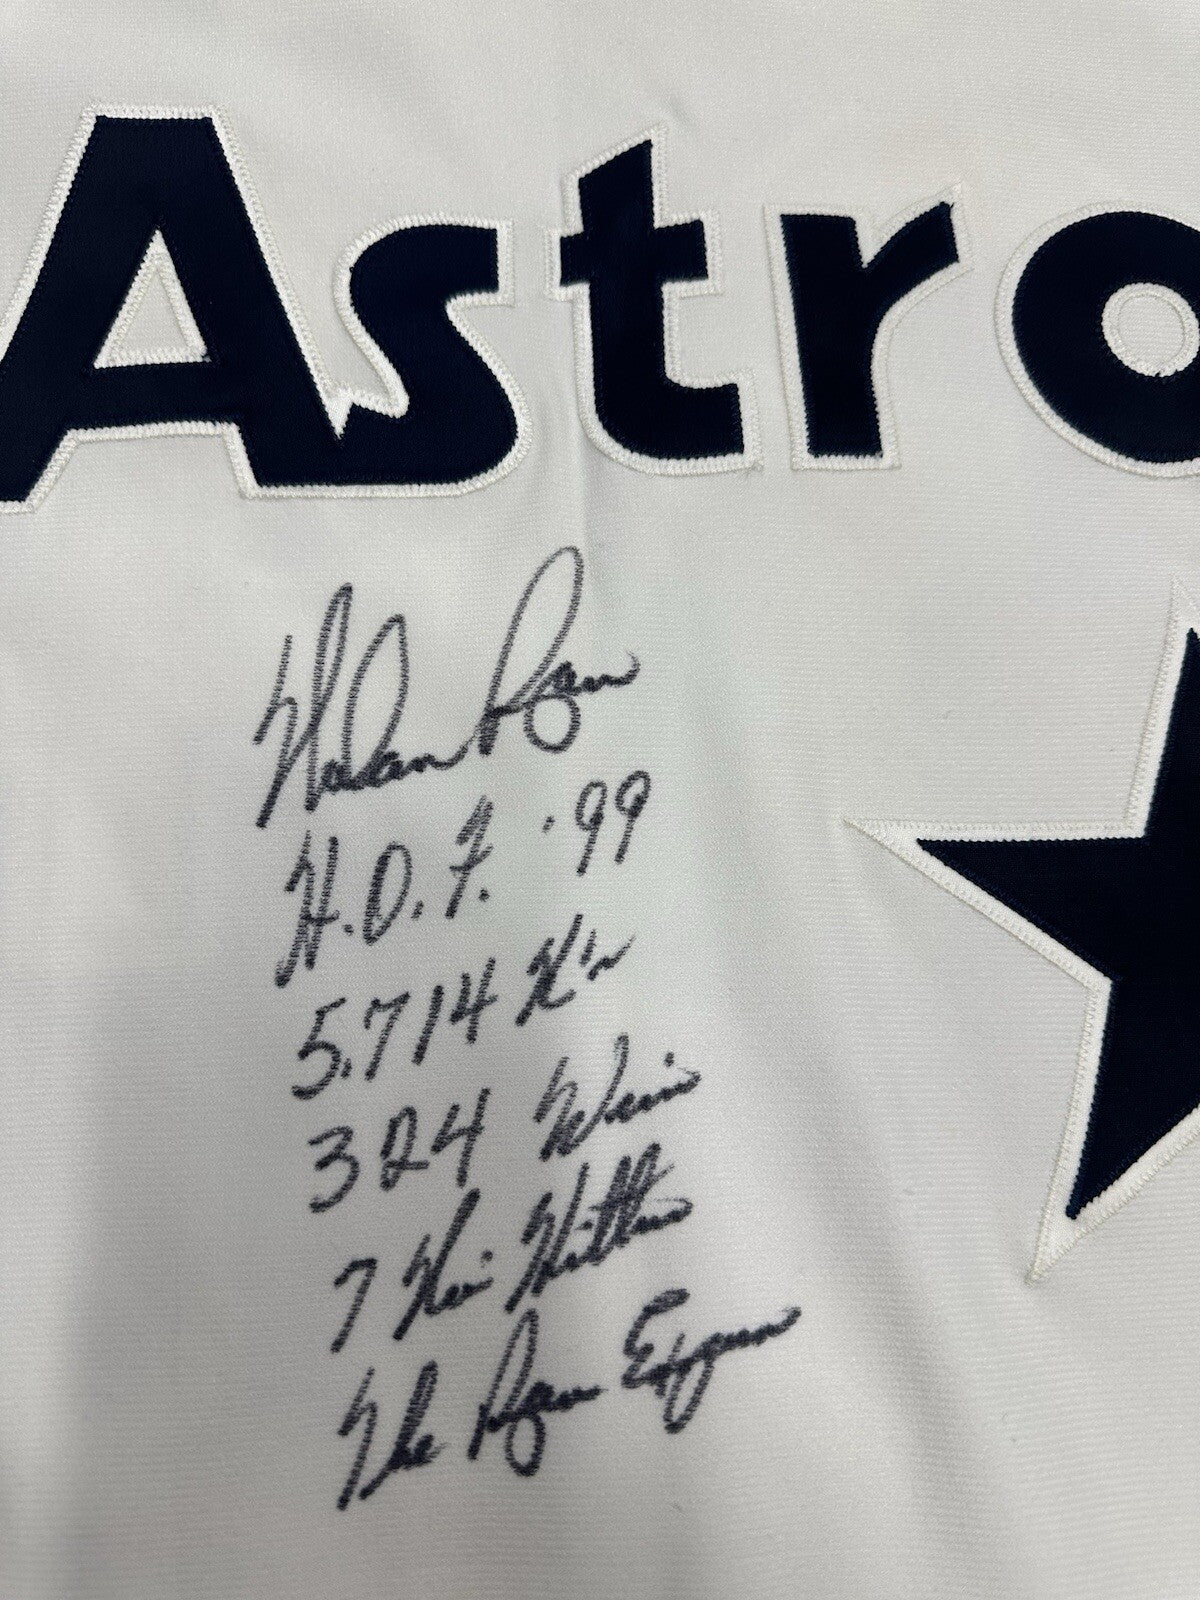 Astro
Nolan Ryan
H.O.F. '99
5,714 K's
324 Wins
7 No Hitters
The Ryan Express